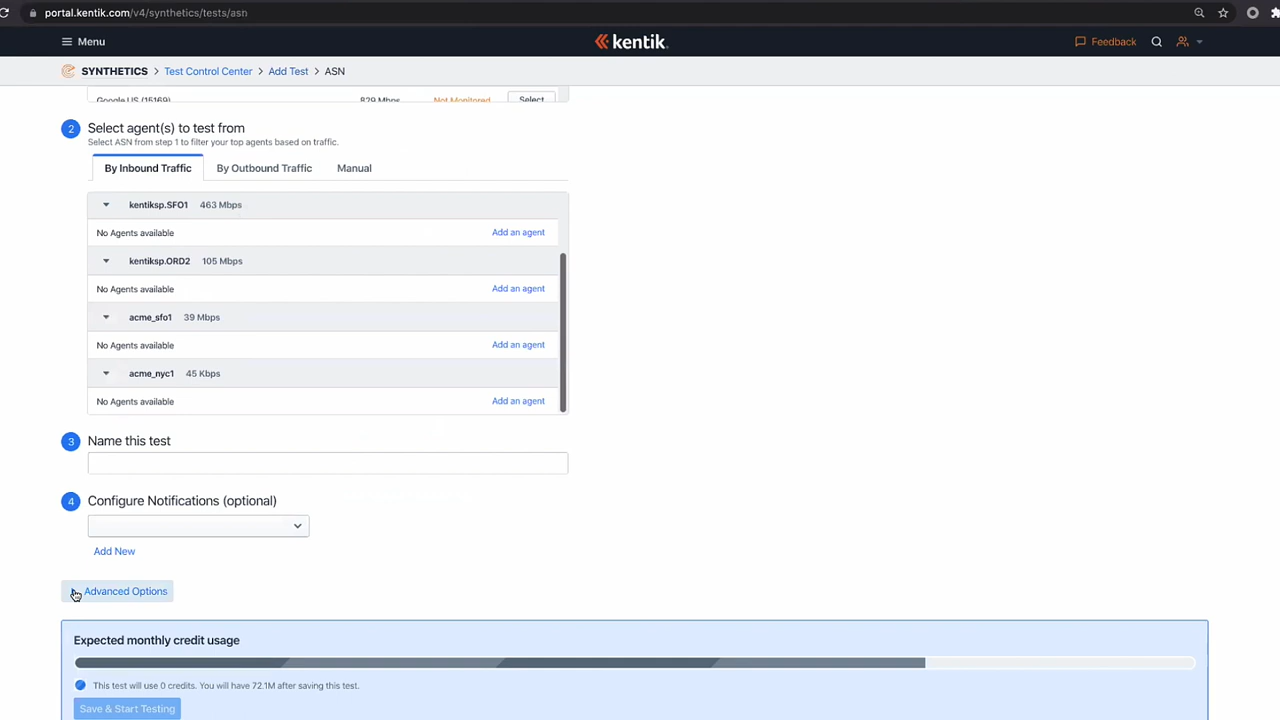 portal.kentik.com/v4/synthetics/tests/asn
Menu
kentik
Feedback
SYNTHETICS > Test Control Center > Add Test > ASN
Google US (15169) 829 Mbps Not Monitored Select
2 Select agent(s) to test from
Select ASN from step 1 to filter your top agents based on traffic.
By Inbound Traffic By Outbound Traffic Manual
kentiksp.SFO1 463 Mbps
No Agents available Add an agent
kentiksp.ORD2 105 Mbps
No Agents available Add an agent
acme_sfo1 39 Mbps
No Agents available Add an agent
acme_nyc1 45 Kbps
No Agents available Add an agent
3 Name this test
4 Configure Notifications (optional)
Add New
Advanced Options
Expected monthly credit usage
This test will use 0 credits. You will have 72.1M after saving this test.
Save & Start Testing